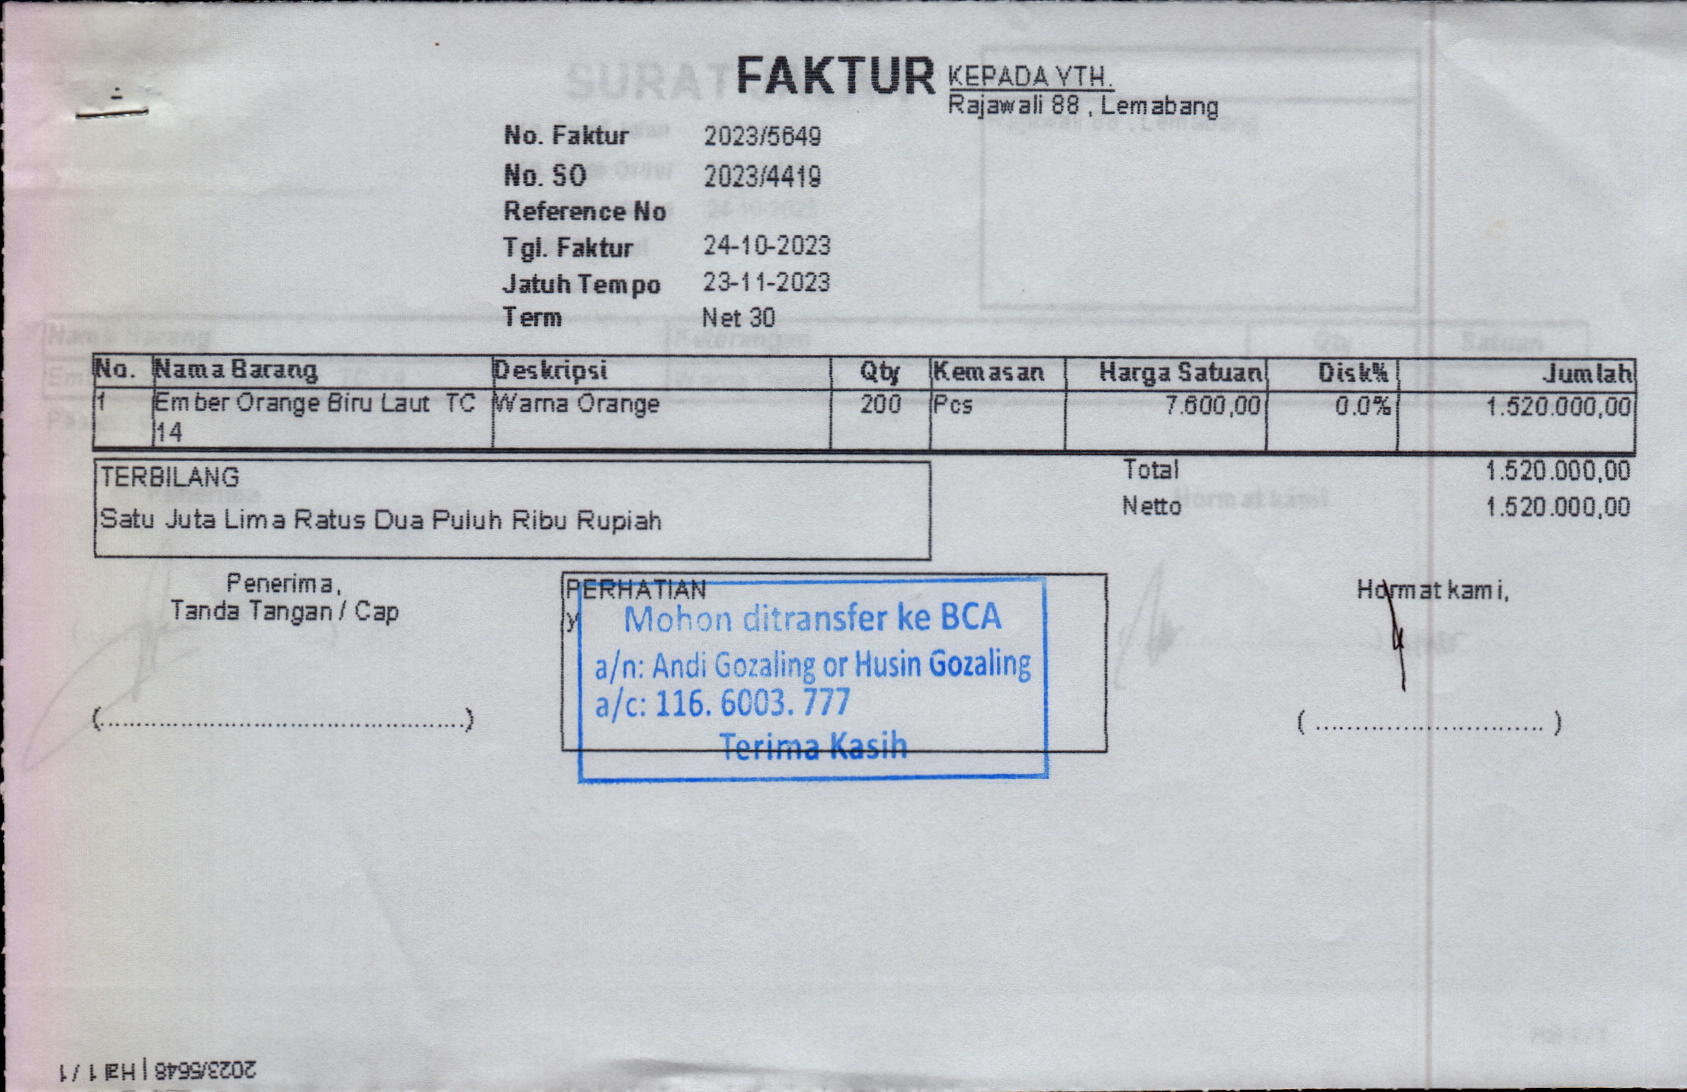 FAKTUR
KEPADA YTH.
Rajawali 88 , Lemabang
No. Faktur 2023/5649
No. SO 2023/4419
Reference No
Tgl. Faktur 24-10-2023
Jatuh Tempo 23-11-2023
Term Net 30
No. Nama Barang Deskripsi Qty Kemasan Harga Satuan Disk% Jumlah
1 Ember Orange Biru Laut TC Warna Orange 200 Pcs 7.600,00 0.0% 1.520.000,00
14
TERBILANG
Satu Juta Lima Ratus Dua Puluh Ribu Rupiah
Total 1.520.000,00
Netto 1.520.000,00
Penerima,
Tanda Tangan / Cap
(................................................)
PERHATIAN
y
Mohon ditransfer ke BCA
a/n: Andi Gozaling or Husin Gozaling
a/c: 116. 6003. 777
Terima Kasih
Hormat kami,
( .............................. )
2023/5648 | Hal 1 / 1